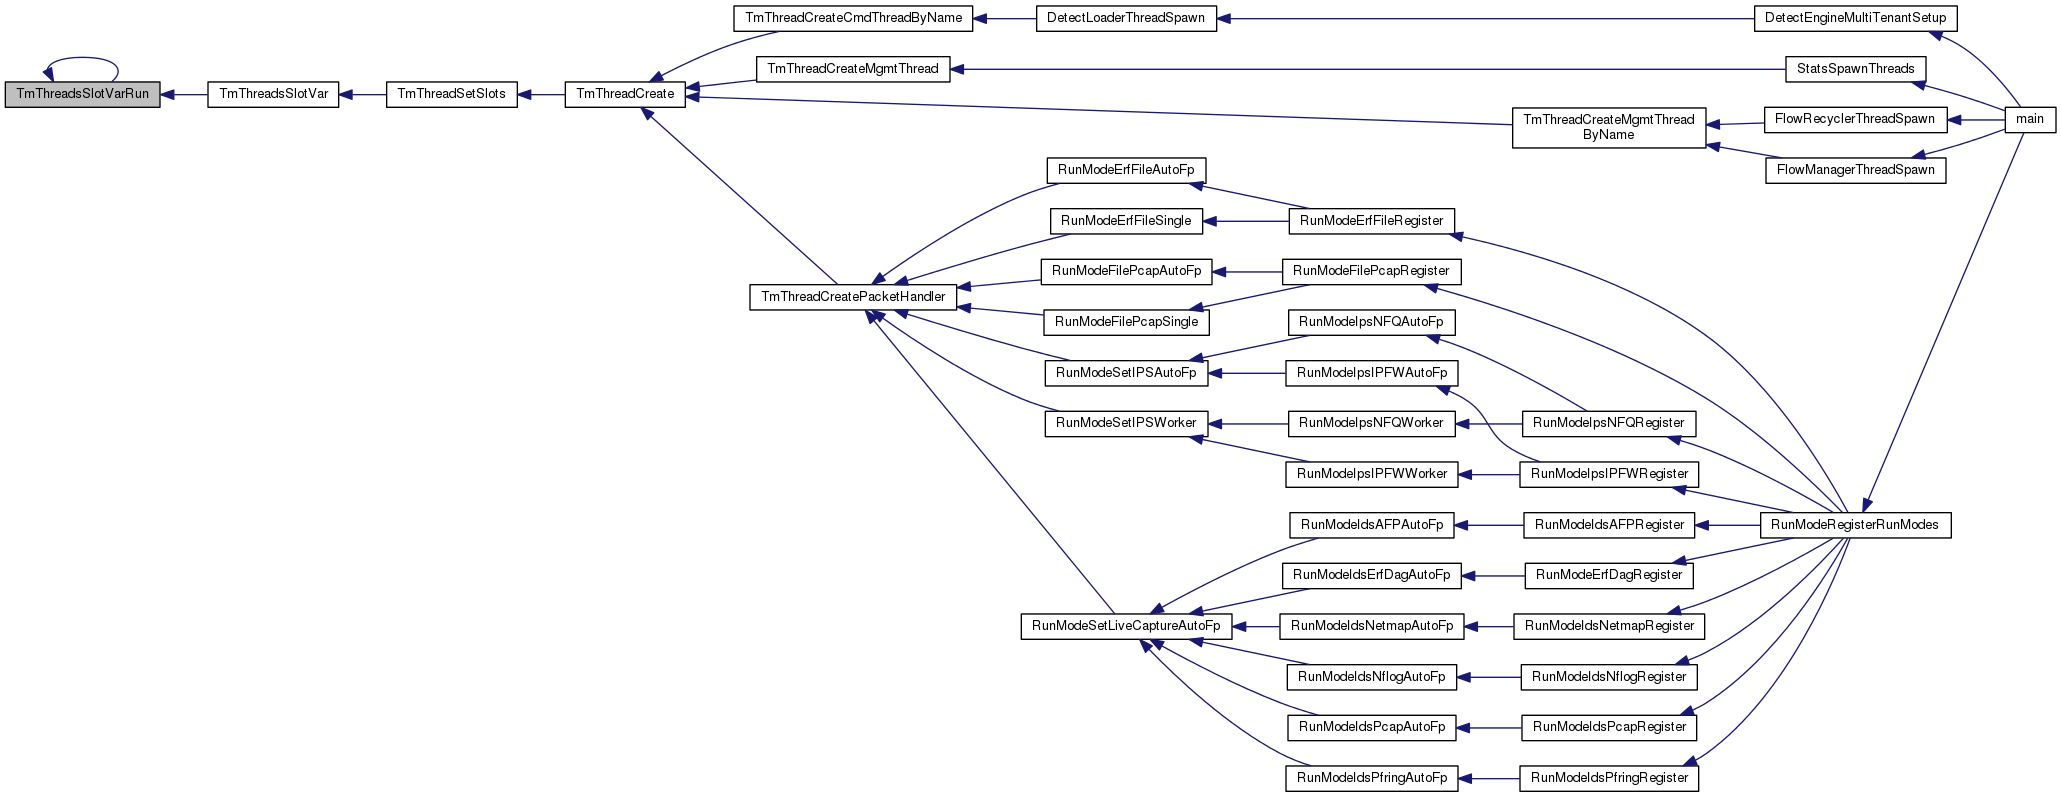 TmThreadCreateCmdThreadByName
DetectLoaderThreadSpawn
DetectEngineMultiTenantSetup
TmThreadCreateMgmtThread
StatsSpawnThreads
TmThreadsSlotVarRun
TmThreadsSlotVar
TmThreadSetSlots
TmThreadCreate
TmThreadCreateMgmtThread
ByName
FlowRecyclerThreadSpawn
main
FlowManagerThreadSpawn
RunModeErfFileAutoFp
RunModeErfFileSingle
RunModeErfFileRegister
RunModeFilePcapAutoFp
RunModeFilePcapRegister
TmThreadCreatePacketHandler
RunModeFilePcapSingle
RunModeIpsNFQAutoFp
RunModeSetIPSAutoFp
RunModeIpsIPFWAutoFp
RunModeSetIPSWorker
RunModeIpsNFQWorker
RunModeIpsNFQRegister
RunModeIpsIPFWWorker
RunModeIpsIPFWRegister
RunModeIdsAFPAutoFp
RunModeIdsAFPRegister
RunModeRegisterRunModes
RunModeIdsErfDagAutoFp
RunModeErfDagRegister
RunModeSetLiveCaptureAutoFp
RunModeIdsNetmapAutoFp
RunModeIdsNetmapRegister
RunModeIdsNflogAutoFp
RunModeIdsNflogRegister
RunModeIdsPcapAutoFp
RunModeIdsPcapRegister
RunModeIdsPfringAutoFp
RunModeIdsPfringRegister